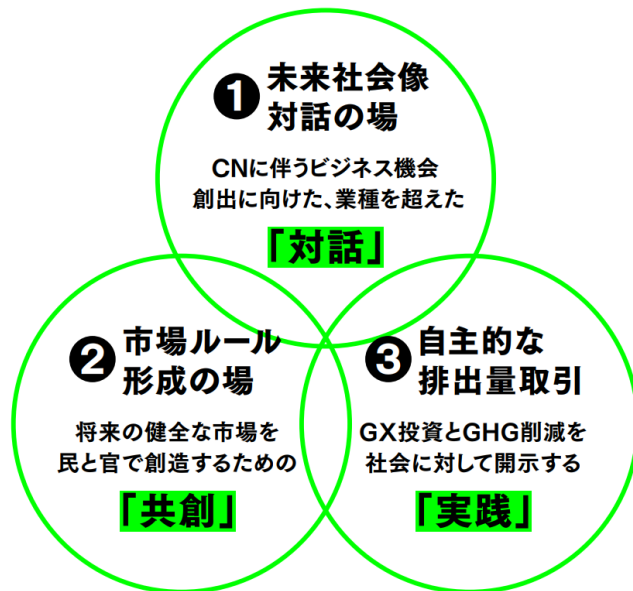 ❶ 未来社会像
対話の場
CNに伴うビジネス機会
創出に向けた、業種を超えた
「対話」
❷ 市場ルール
形成の場
将来の健全な市場を
民と官で創造するための
「共創」
❸ 自主的な
排出量取引
GX投資とGHG削減を
社会に対して開示する
「実践」